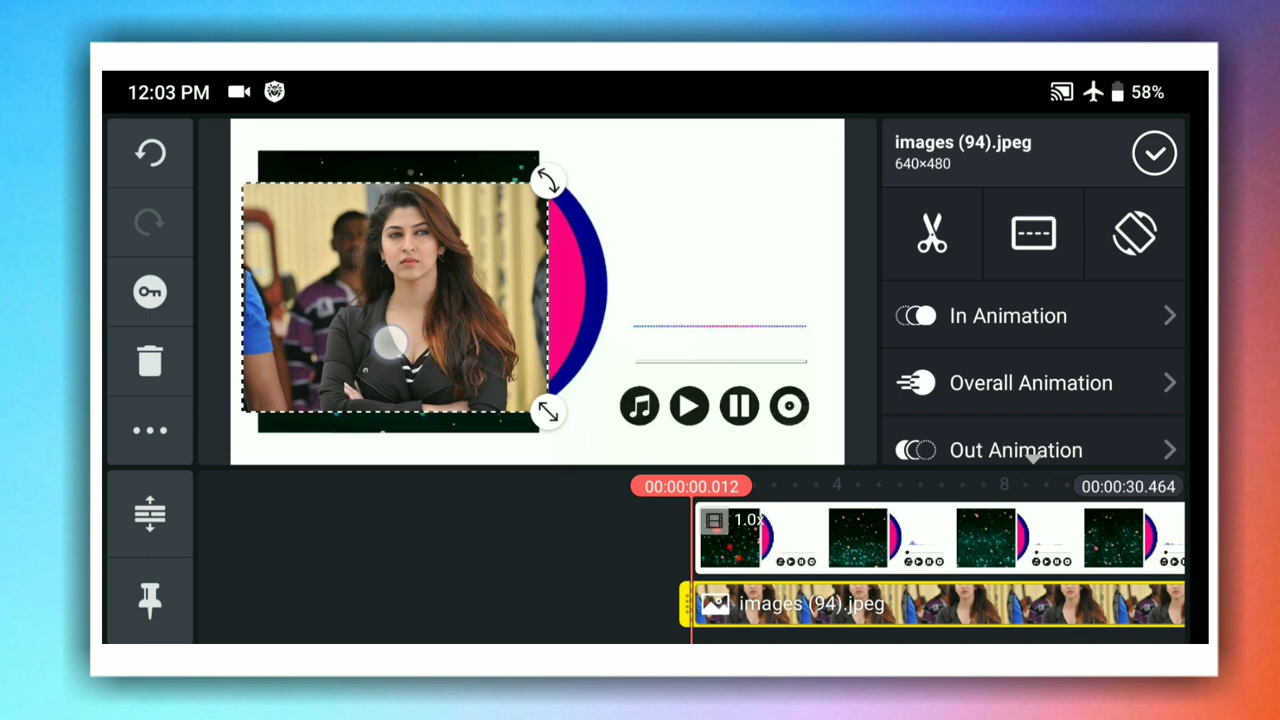 12:03 PM
58%
images (94).jpeg
640×480
In Animation
Overall Animation
Out Animation
00:00:00.012
4
8
00:00:30.464
1.0x
images (94).jpeg